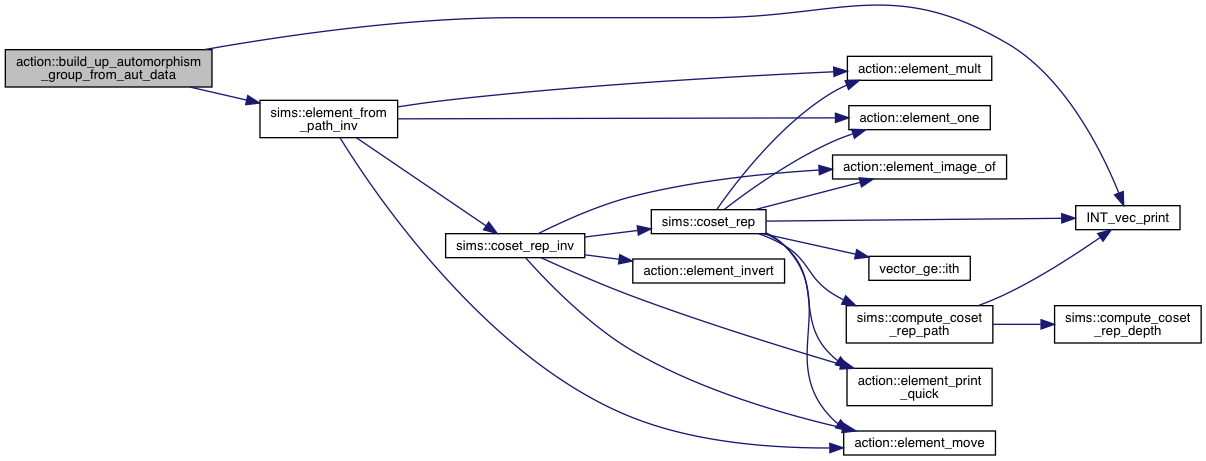 action::build_up_automorphism
_group_from_aut_data
sims::element_from
_path_inv
sims::coset_rep_inv
sims::coset_rep
action::element_invert
action::element_mult
action::element_one
action::element_image_of
vector_ge::ith
sims::compute_coset
_rep_path
action::element_print
_quick
action::element_move
INT_vec_print
sims::compute_coset
_rep_depth